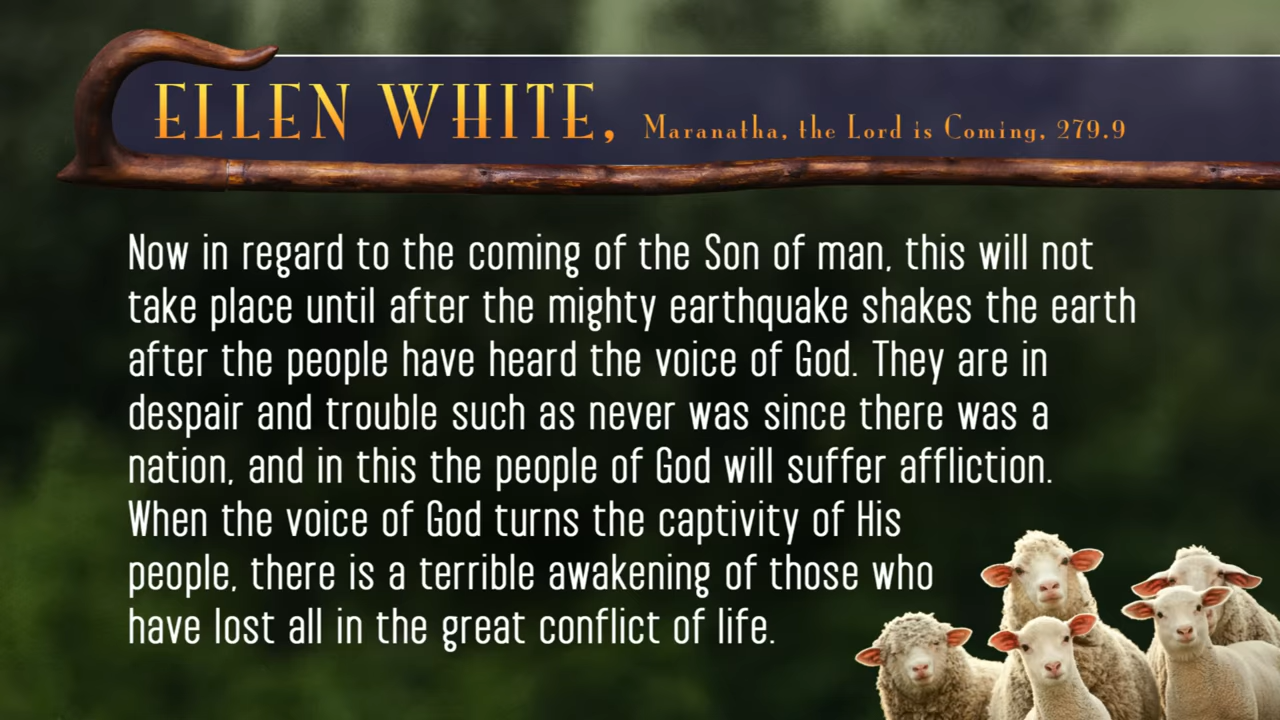 ELLEN WHITE, Maranatha, the Lord is Coming, 279.9
Now in regard to the coming of the Son of man, this will not
take place until after the mighty earthquake shakes the earth
after the people have heard the voice of God. They are in
despair and trouble such as never was since there was a
nation, and in this the people of God will suffer affliction.
When the voice of God turns the captivity of His
people, there is a terrible awakening of those who
have lost all in the great conflict of life.